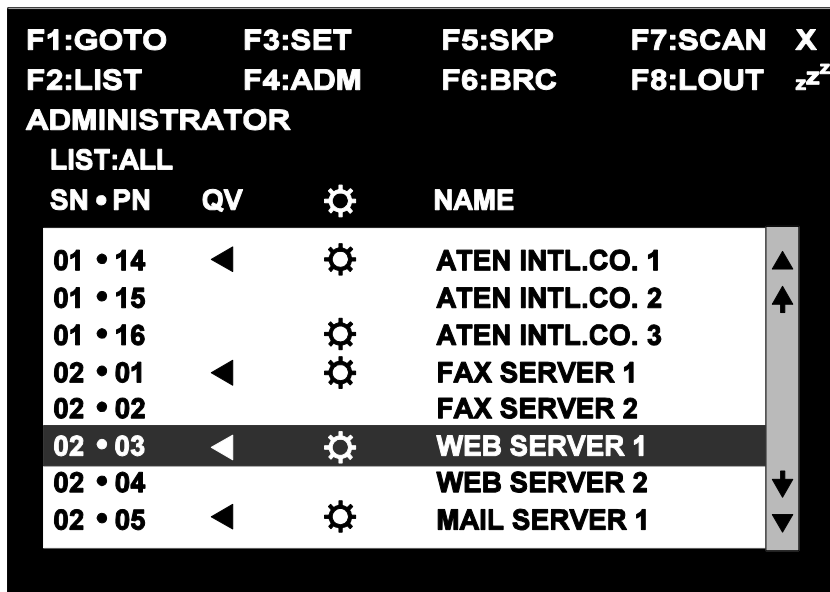 F1:GOTO F3:SET F5:SKP F7:SCAN X
F2:LIST F4:ADM F6:BRC F8:LOUT zzz
ADMINISTRATOR
LIST:ALL
SN•PN QV NAME
01•14 ATEN INTL.CO. 1
01•15 ATEN INTL.CO. 2
01•16 ATEN INTL.CO. 3
02•01 FAX SERVER 1
02•02 FAX SERVER 2
02•03 WEB SERVER 1
02•04 WEB SERVER 2
02•05 MAIL SERVER 1